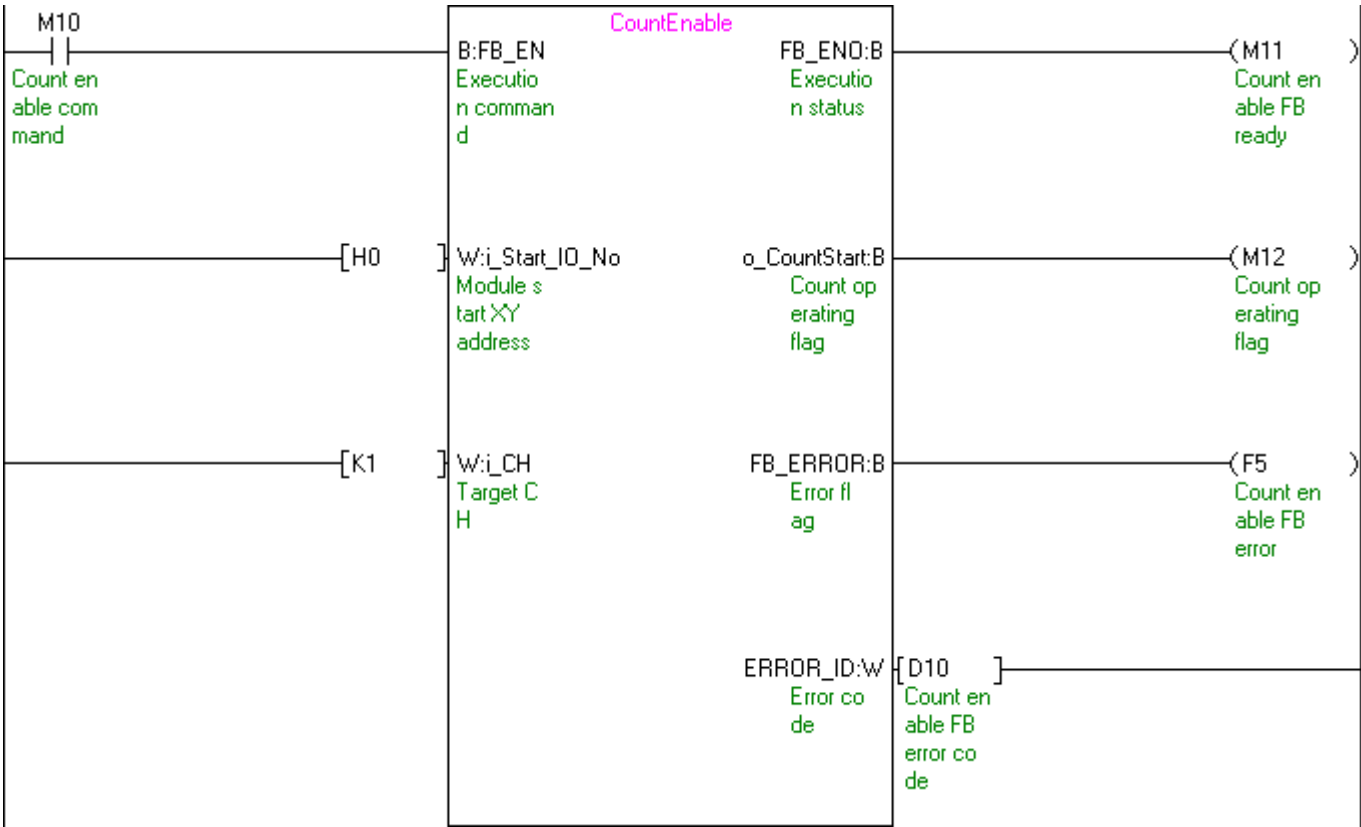 M10
Count en
able com
mand
CountEnable
B:FB_EN
Executio
n comman
d
FB_ENO:B
Executio
n status
(M11 )
Count en
able FB
ready
[H0 ]
W:i_Start_IO_No
Module s
tart XY
address
o_CountStart:B
Count op
erating
flag
(M12 )
Count op
erating
flag
[K1 ]
W:i_CH
Target C
H
FB_ERROR:B
Error fl
ag
(F5 )
Count en
able FB
error
ERROR_ID:W
Error co
de
[D10 ]
Count en
able FB
error co
de